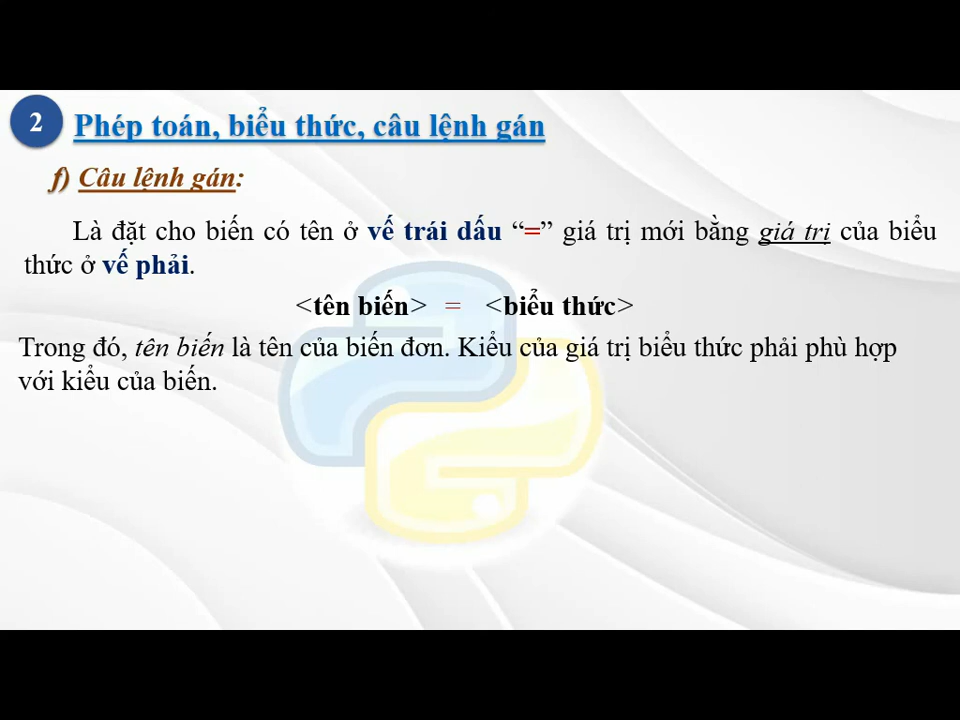 2
Phép toán, biểu thức, câu lệnh gán
f) Câu lệnh gán:
Là đặt cho biến có tên ở vế trái dấu “=” giá trị mới bằng giá trị của biểu
thức ở vế phải.
<tên biến> = <biểu thức>
Trong đó, tên biến là tên của biến đơn. Kiểu của giá trị biểu thức phải phù hợp
với kiểu của biến.